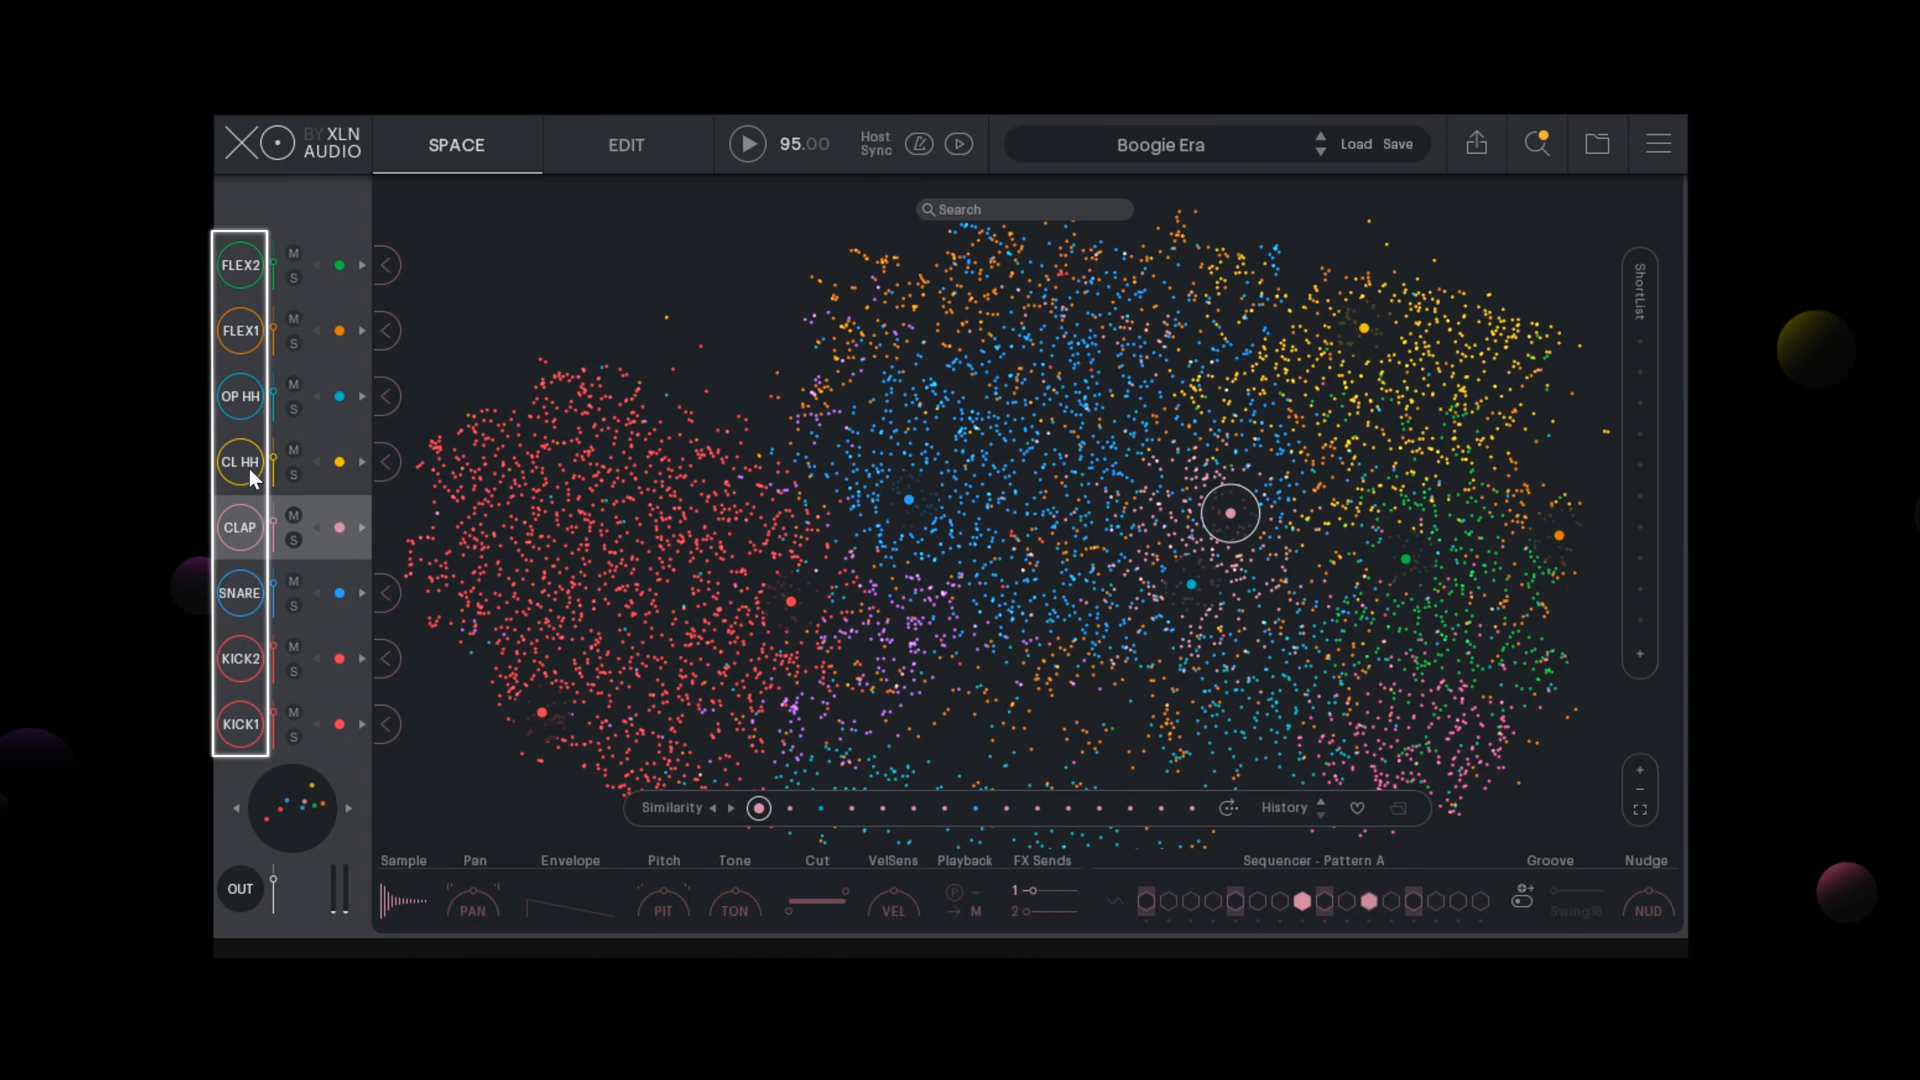 XO BY XLN AUDIO
SPACE
EDIT
95.00
Host Sync
Boogie Era
Load
Save
Search
FLEX2
M
S
FLEX1
M
S
OP HH
M
S
CL HH
M
S
CLAP
M
S
SNARE
M
S
KICK2
M
S
KICK1
M
S
ShortList
Similarity
History
OUT
Sample
Pan
Envelope
Pitch
Tone
Cut
VelSens
Playback
FX Sends
Sequencer - Pattern A
Groove
Nudge
PAN
PIT
TON
VEL
P
M
1
2
Swing16
NUD